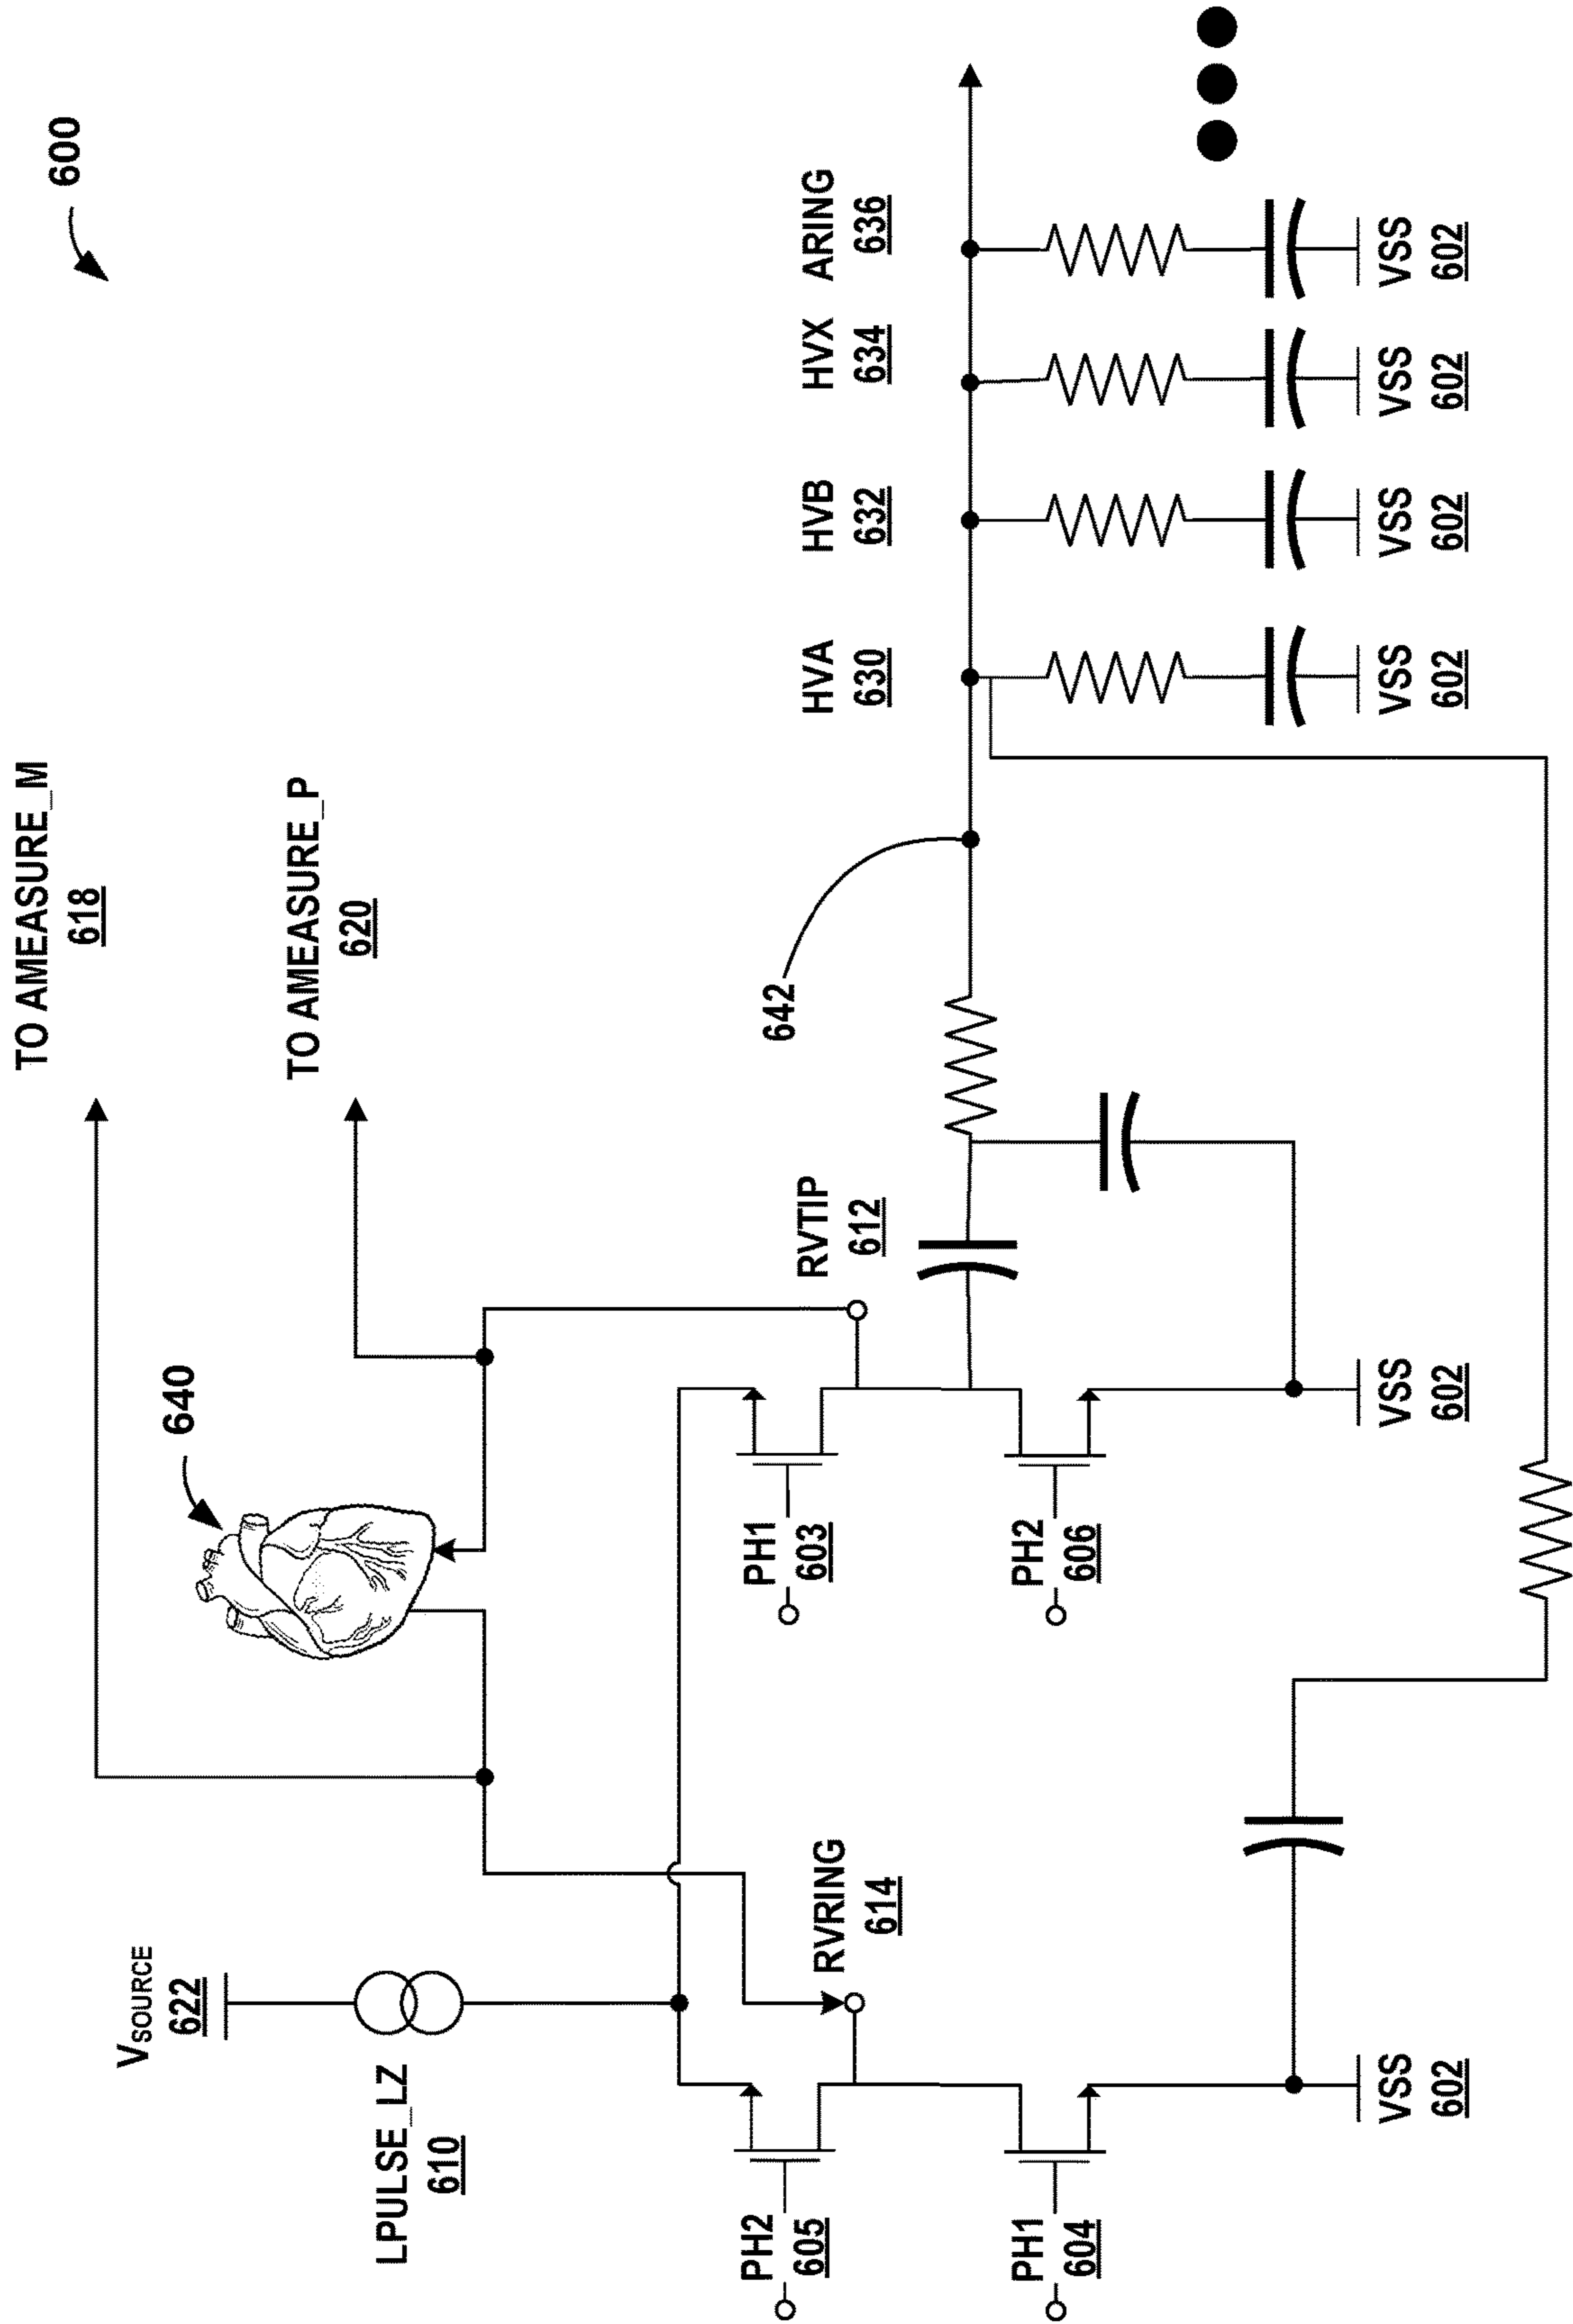 600
TO AMEASURE_M
618
TO AMEASURE_P
620
640
VSOURCE
622
LPULSE_LZ
610
RVRING
614
RVTIP
612
642
HVA
630
HVB
632
HVX
634
ARING
636
PH2
605
PH1
603
PH1
604
PH2
606
VSS
602
VSS
602
VSS
602
VSS
602
VSS
602
VSS
602